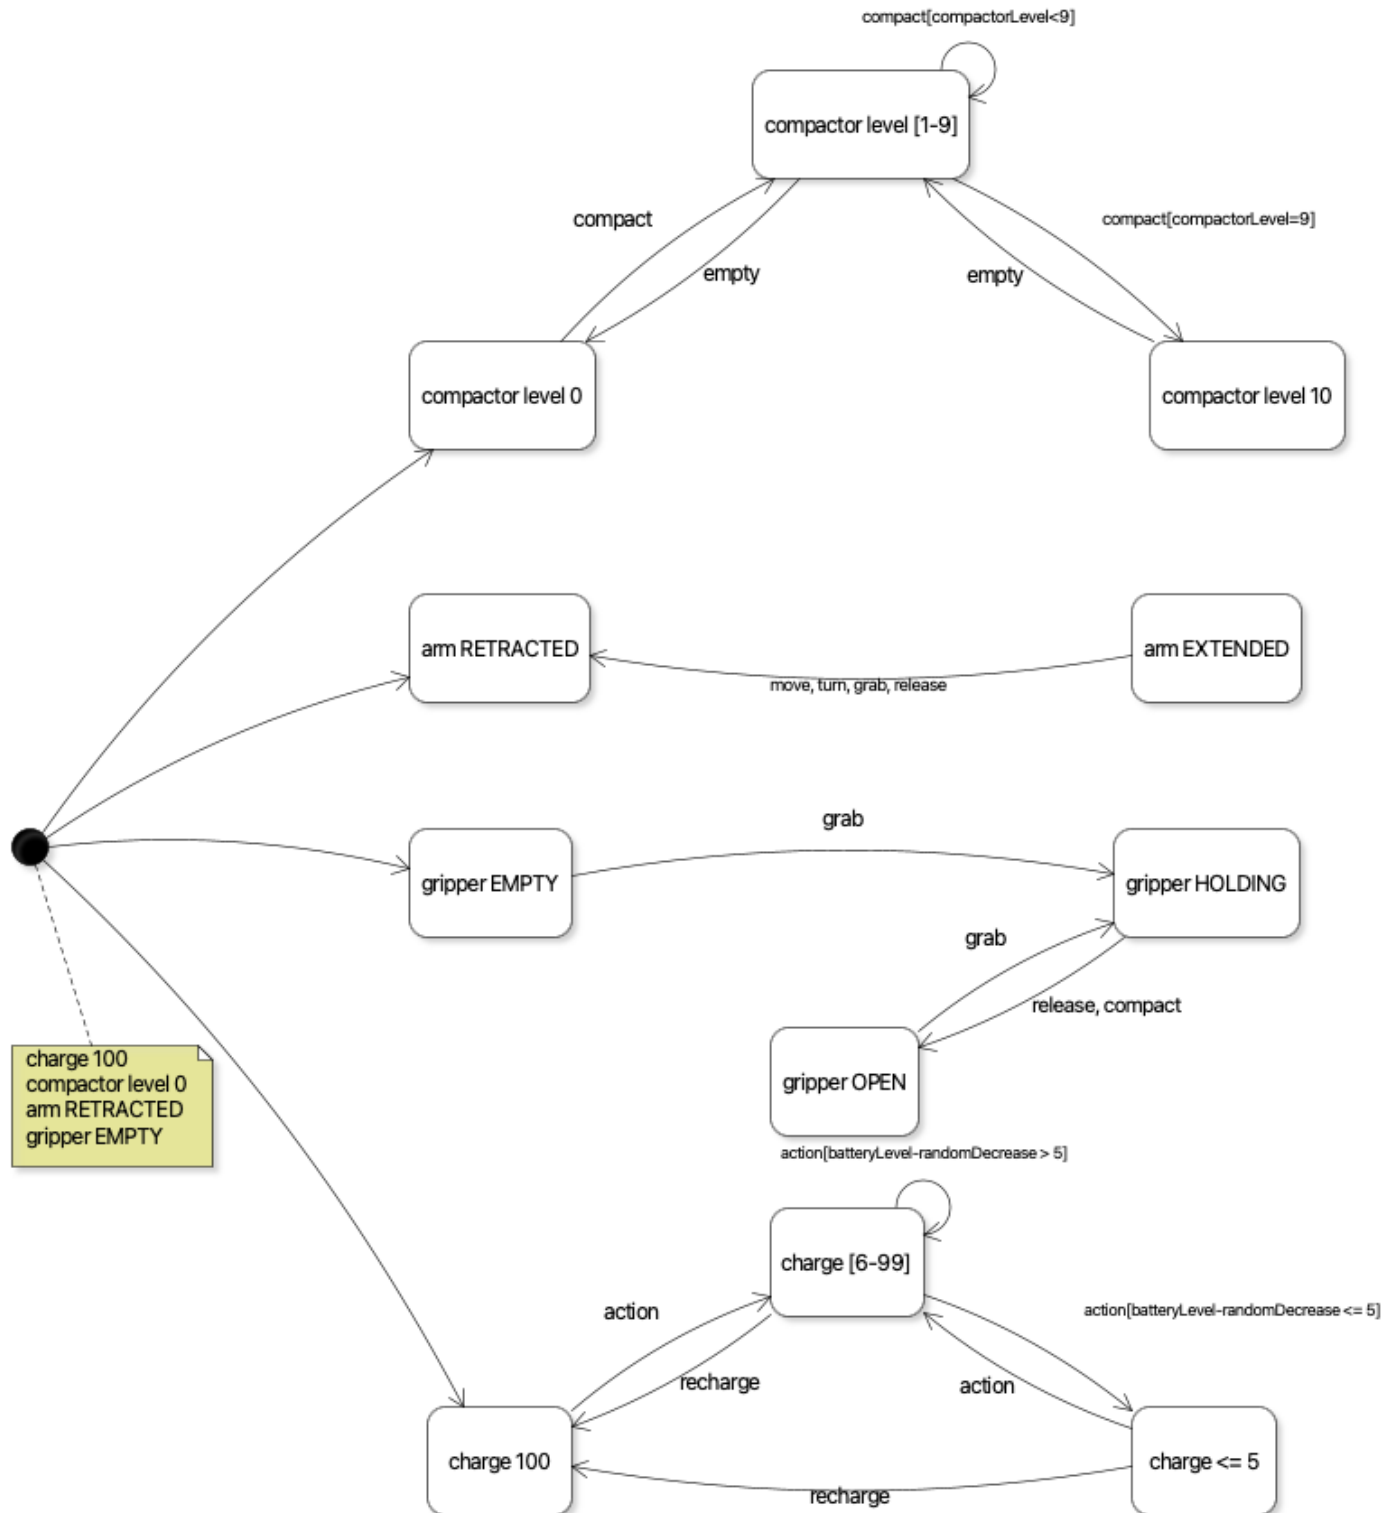 compact[compactorLevel<9]
compactor level [1-9]
compact
compact[compactorLevel=9]
empty
empty
compactor level 0
compactor level 10
arm RETRACTED
arm EXTENDED
move, turn, grab, release
grab
gripper EMPTY
gripper HOLDING
grab
release, compact
charge 100
compactor level 0
arm RETRACTED
gripper EMPTY
gripper OPEN
action[batteryLevel-randomDecrease > 5]
charge [6-99]
action
action[batteryLevel-randomDecrease <= 5]
recharge
action
charge 100
charge <= 5
recharge